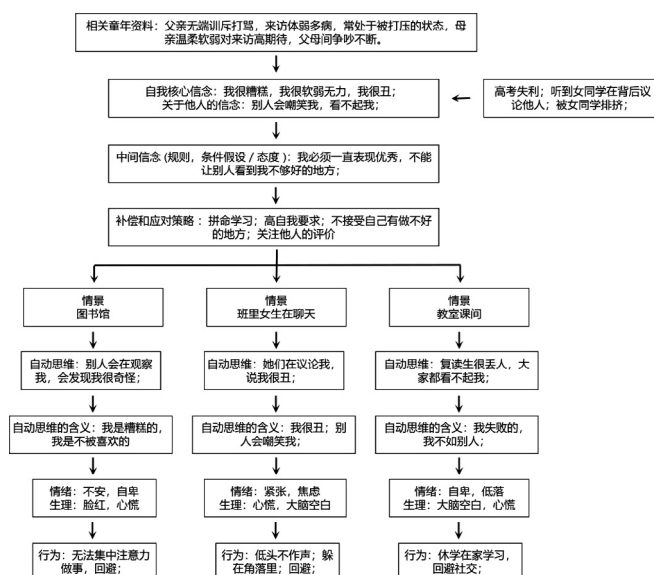 相关童年资料：父亲无端训斥打骂，来访体弱多病，常处于被打压的状态，母
亲温柔软弱对来访高期待，父母间争吵不断。
自我核心信念：我很糟糕，我很软弱无力，我很丑；
关于他人的信念：别人会嘲笑我，看不起我；
高考失利；听到女同学在背后议
论他人；被女同学排挤；
中间信念（规则，条件假设 / 态度）：我必须一直表现优秀，不能
让别人看到我不够好的地方；
补偿和应对策略：拼命学习；高自我要求；不接受自己有做不好
的地方；关注他人的评价
情景
图书馆
情景
班里女生在聊天
情景
教室课间
自动思维：别人会在观察
我，会发现我很奇怪；
自动思维：她们在议论我，
说我很丑；
自动思维：复读生很丢人，大
家都看不起我；
自动思维的含义：我是糟糕的，
我是不被喜欢的
自动思维的含义：我很丑；别
人会嘲笑我；
自动思维的含义：我失败的，
我不如别人；
情绪：不安，自卑
生理：脸红，心慌
情绪：紧张，焦虑
生理：心慌，大脑空白
情绪：自卑，低落
生理：大脑空白，心慌
行为：无法集中注意力
做事，回避；
行为：低头不作声；躲
在角落里；回避；
行为：休学在家学习，
回避社交；